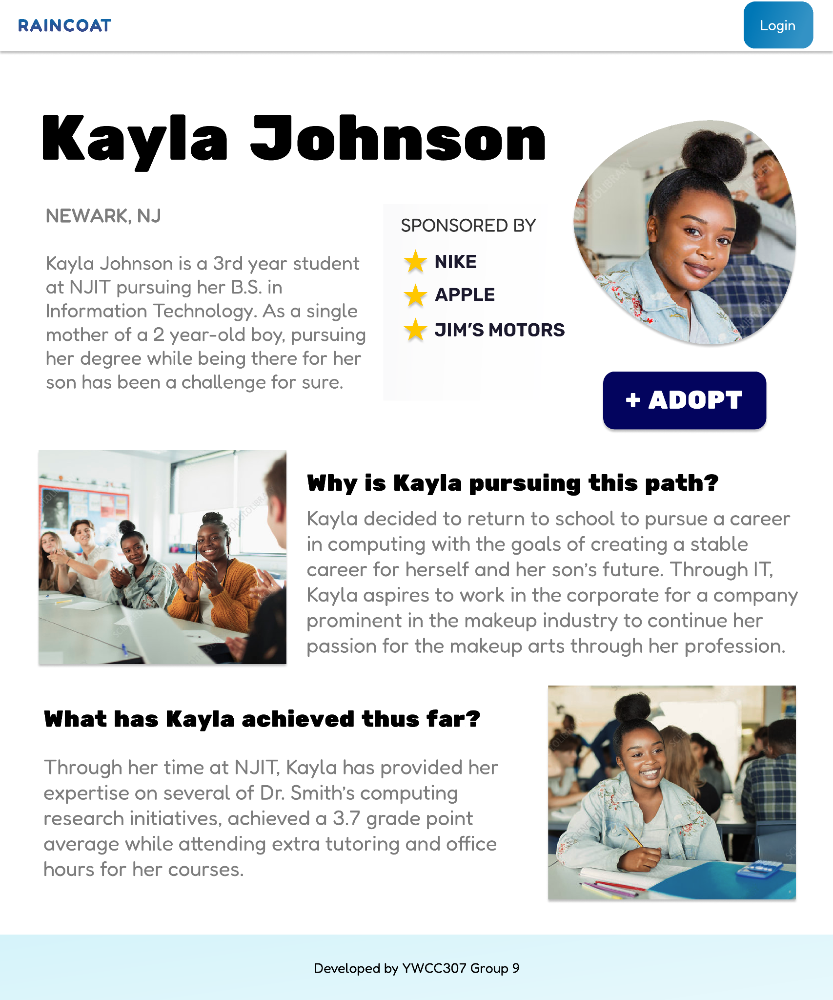 RAINCOAT
Login
Kayla Johnson
NEWARK, NJ
Kayla Johnson is a 3rd year student
at NJIT pursuing her B.S. in
Information Technology. As a single
mother of a 2 year-old boy, pursuing
her degree while being there for her
son has been a challenge for sure.
SPONSORED BY
NIKE
APPLE
JIM’S MOTORS
+ ADOPT
Why is Kayla pursuing this path?
Kayla decided to return to school to pursue a career
in computing with the goals of creating a stable
career for herself and her son’s future. Through IT,
Kayla aspires to work in the corporate for a company
prominent in the makeup industry to continue her
passion for the makeup arts through her profession.
What has Kayla achieved thus far?
Through her time at NJIT, Kayla has provided her
expertise on several of Dr. Smith’s computing
research initiatives, achieved a 3.7 grade point
average while attending extra tutoring and office
hours for her courses.
Developed by YWCC307 Group 9